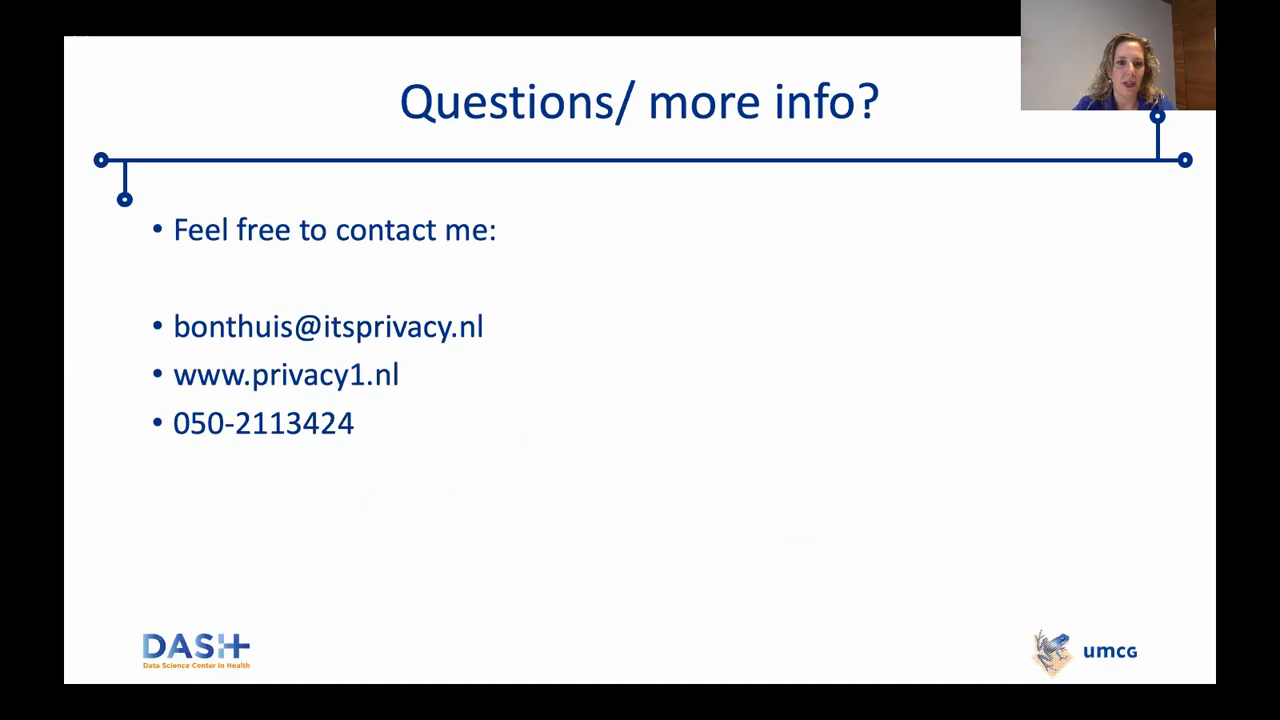 Questions/ more info?
• Feel free to contact me:
• bonthuis@itsprivacy.nl
• www.privacy1.nl
• 050-2113424
DASH
Data Science Center in Health
umcg